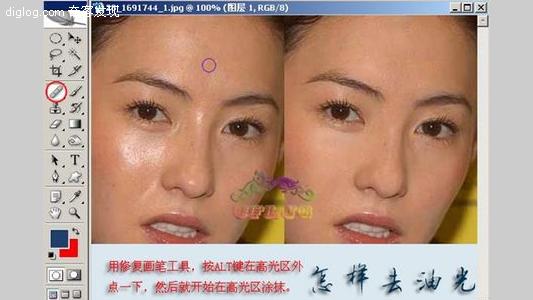 diglog.com 奇客发现
1691744_1.jpg @ 100% (图层 1,RGB/8)
用修复画笔工具，按ALT键在高光区外
点一下，然后就开始在高光区涂抹。
怎样去油光